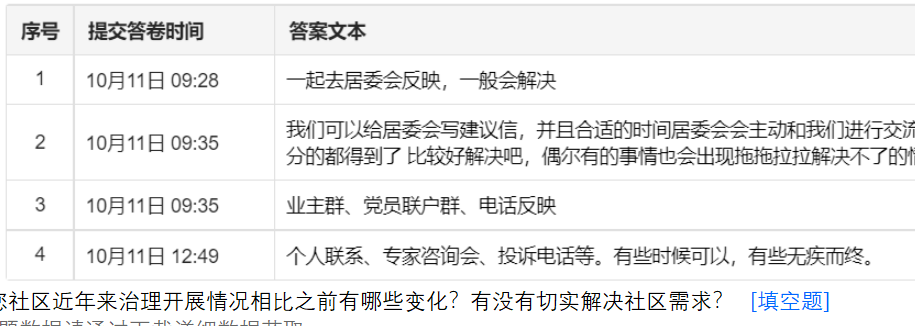 序号 提交答卷时间 答案文本
1 10月11日 09:28 一起去居委会反映，一般会解决
2 10月11日 09:35 我们可以给居委会写建议信，并且合适的时间居委会会主动和我们进行交流
分的都得到了 比较好解决吧，偶尔有的事情也会出现拖拖拉拉解决不了的
3 10月11日 09:35 业主群、党员联户群、电话反映
4 10月11日 12:49 个人联系、专家咨询会、投诉电话等。有些时候可以，有些无疾而终。
您社区近年来治理开展情况相比之前有哪些变化？有没有切实解决社区需求？ [填空题]